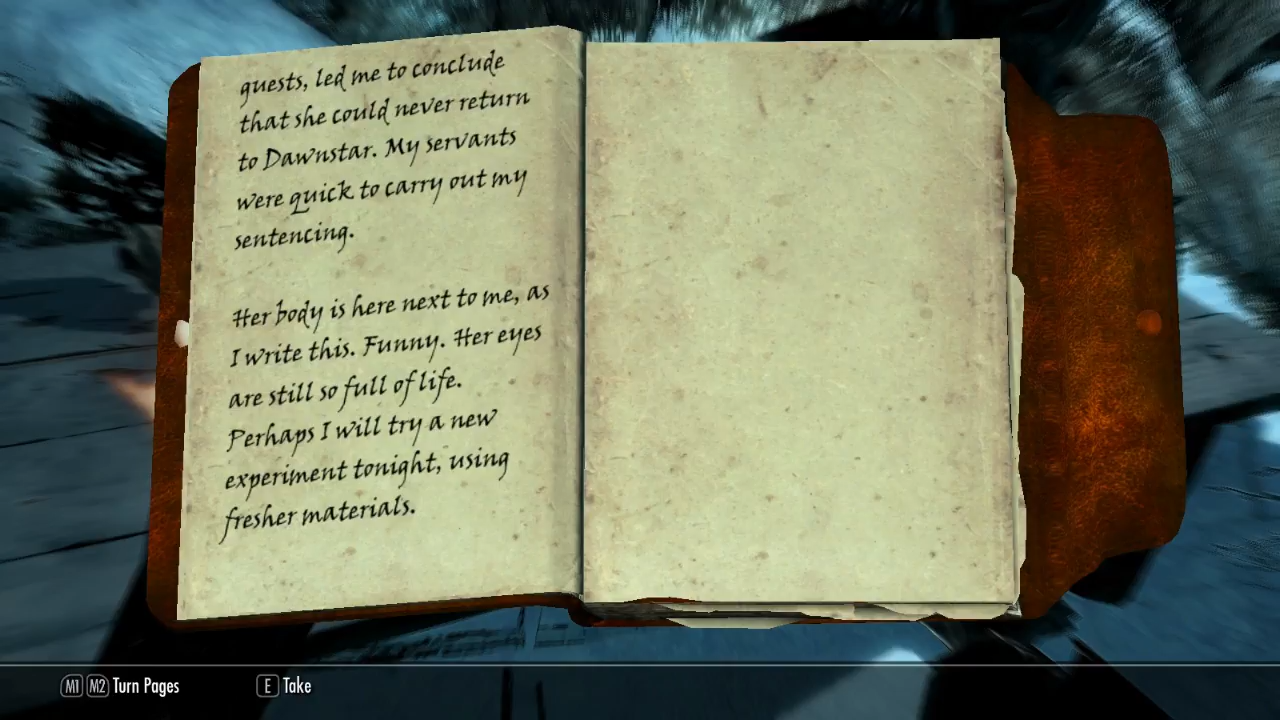 guests, led me to conclude
that she could never return
to Dawnstar. My servants
were quick to carry out my
sentencing.
Her body is here next to me, as
I write this. Funny. Her eyes
are still so full of life.
Perhaps I will try a new
experiment tonight, using
fresher materials.
M1 M2 Turn Pages E Take